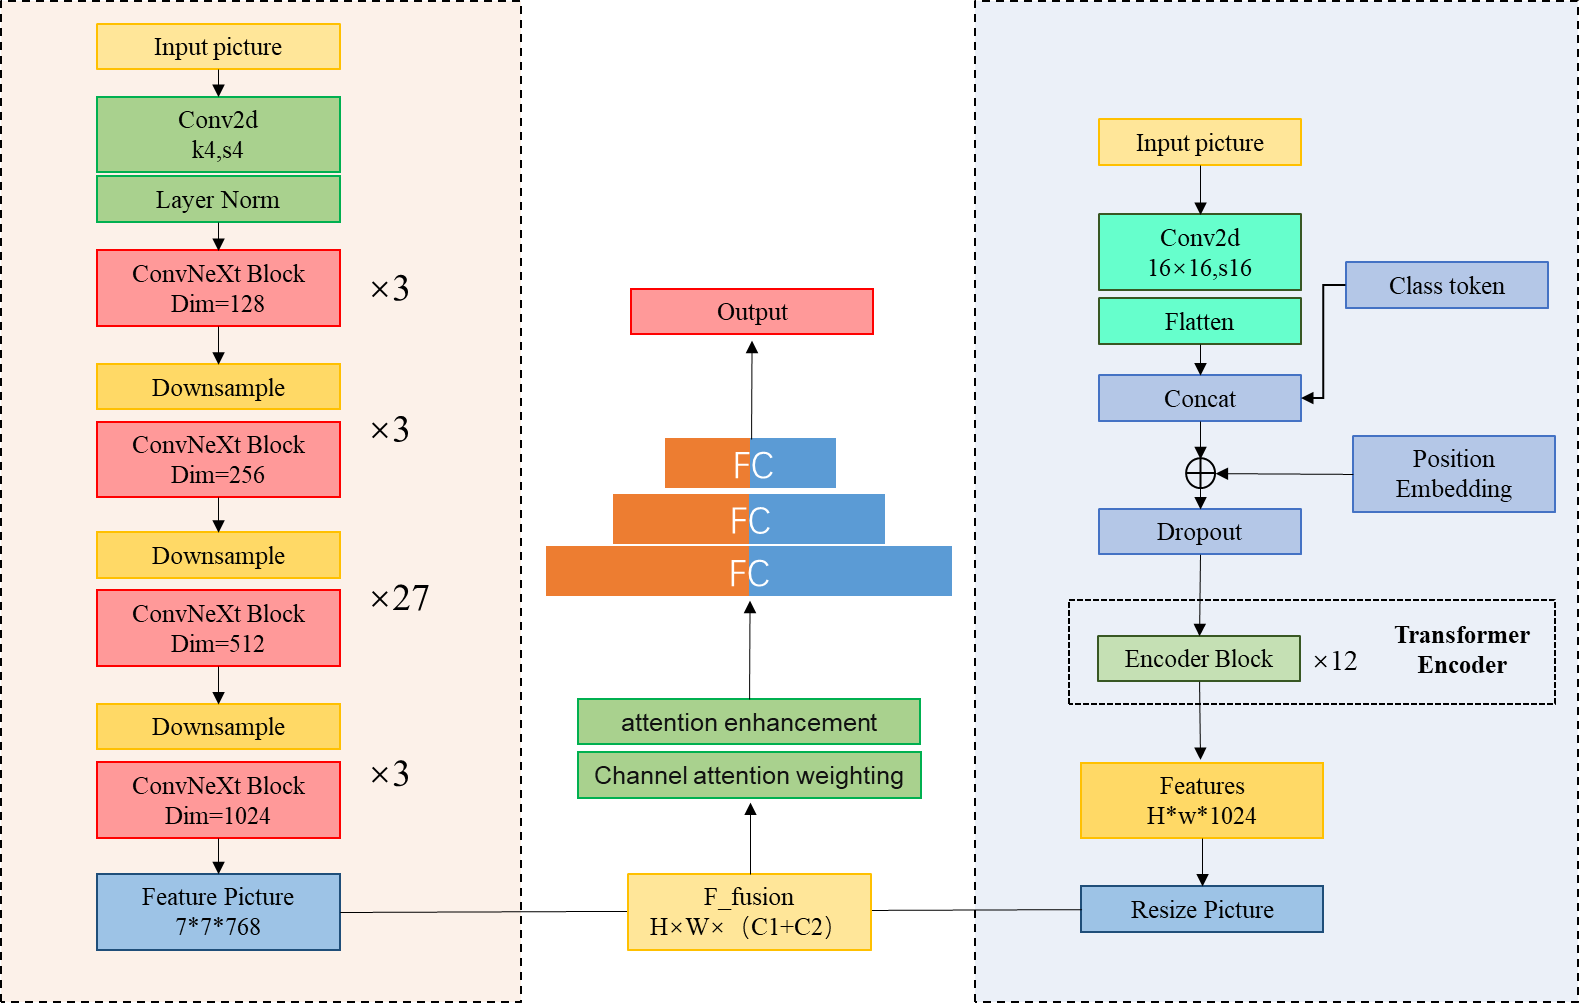 Input picture
Conv2d
k4,s4
Layer Norm
ConvNeXt Block
Dim=128
×3
Downsample
×3
ConvNeXt Block
Dim=256
Downsample
×27
ConvNeXt Block
Dim=512
Downsample
×3
ConvNeXt Block
Dim=1024
Feature Picture
7*7*768
Output
FC
FC
FC
attention enhancement
Channel attention weighting
F_fusion
H×W×（C1+C2）
Input picture
Conv2d
16×16,s16
Flatten
Class token
Concat
Position
Embedding
Dropout
Transformer
Encoder
Encoder Block
×12
Features
H*w*1024
Resize Picture